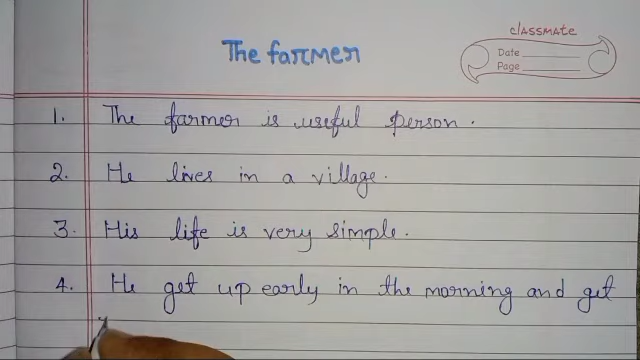 classmate
The farmer
Date
Page
1. The farmer is useful person.
2. He lives in a village.
3. His life is very simple.
4. He get up early in the morning and get